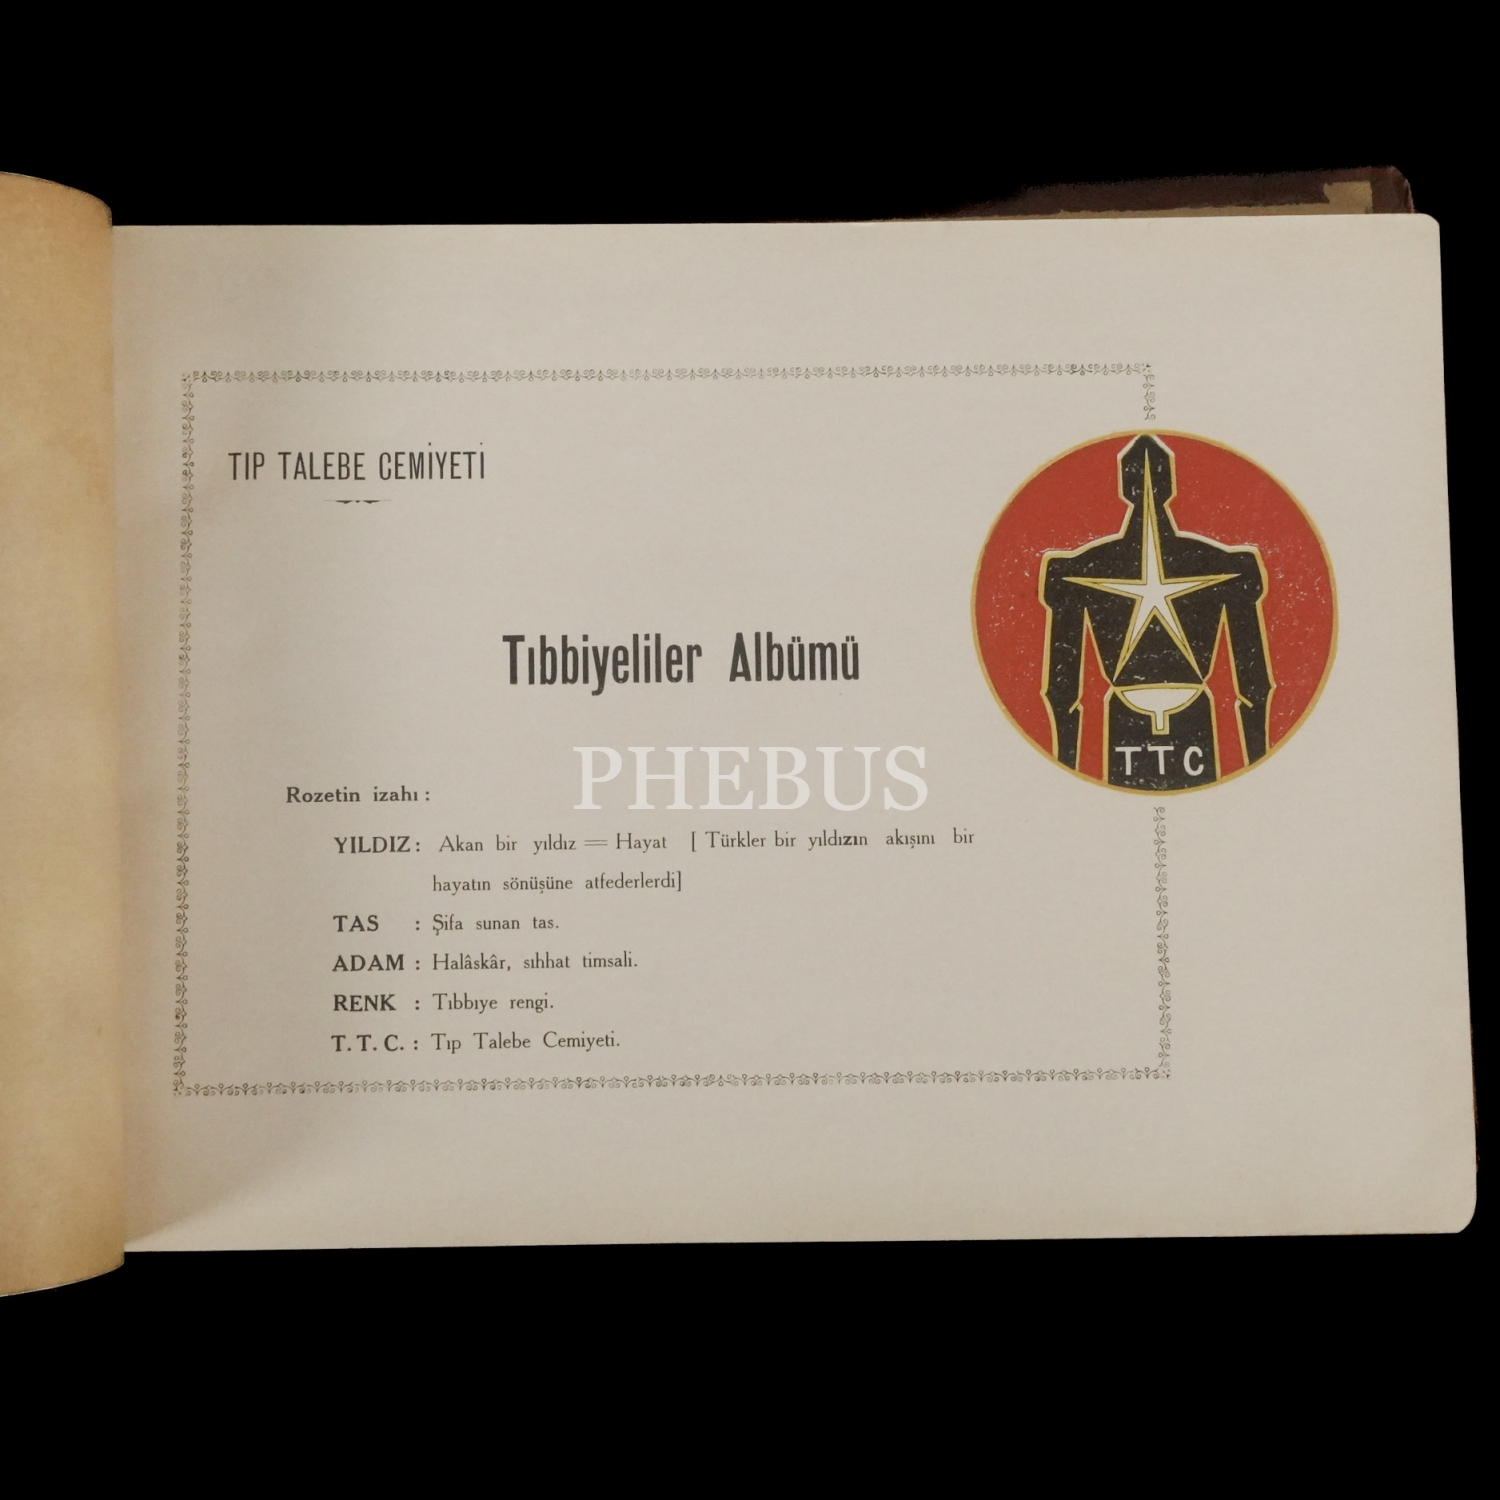 TIP TALEBE CEMİYETİ
TTC
Tıbbiyeliler Albümü
PHEBUS
Rozetin izahı :
YILDIZ : Akan bir yıldız = Hayat [ Türkler bir yıldızın akışını bir
hayatın sönüşüne atfederlerdi]
TAS : Şifa sunan tas.
ADAM : Halâskâr, sıhhat timsali.
RENK : Tıbbıye rengi.
T. T. C. : Tıp Talebe Cemiyeti.